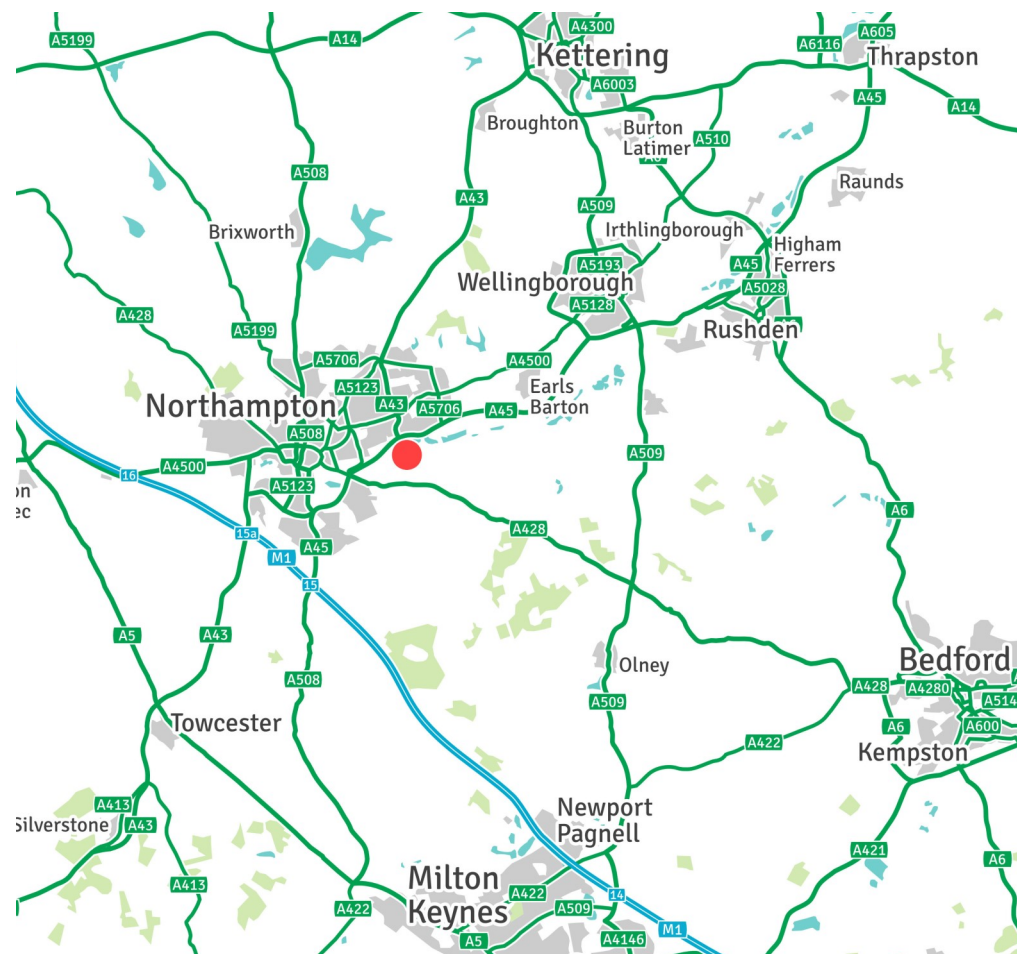 A5199
A14
A4300
Kettering
A6003
A6116
A605
Thrapston
A45
A14
Broughton
Burton
Latimer
A510
A508
A43
A509
Raunds
Brixworth
Irthlingborough
Higham
Ferrers
A5193
A45
Wellingborough
A5028
A5128
A428
A5199
Rushden
A5706
A4500
A5123
Earls
Barton
Northampton
A43
A5706
A45
A508
A4500
16
A509
A5123
on
ec
A6
A428
15a
A45
M1
15
A5
A43
Olney
Bedford
A508
A428
A4280
A514
A509
Towcester
A6
A600
A422
Kempston
A413
Newport
Pagnell
Silverstone
A43
A421
A6
Milton
Keynes
A413
A422
14
A422
A509
M1
A5
A4146